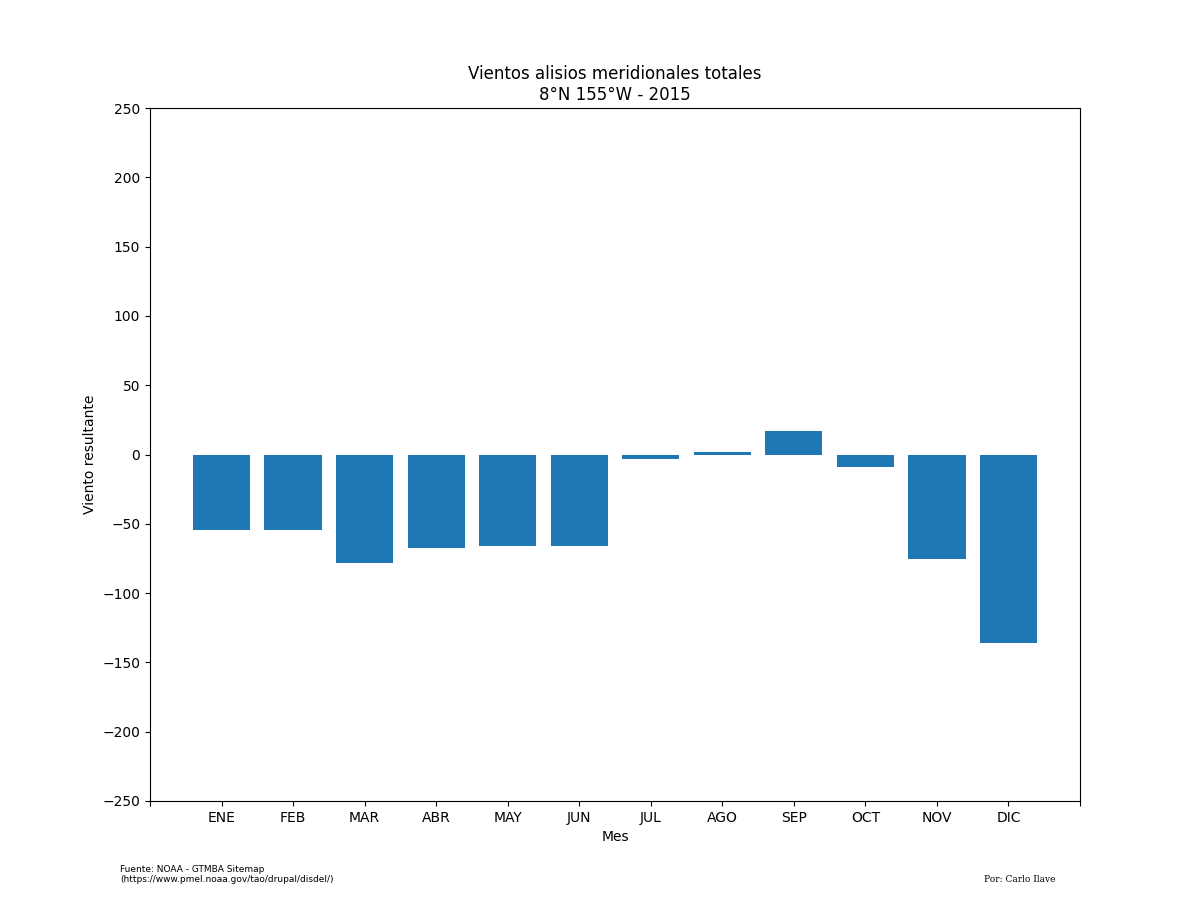 Vientos alisios meridionales totales
8°N 155°W - 2015
250
200
150
100
50
0
−50
−100
−150
−200
−250
Viento resultante
ENE FEB MAR ABR MAY JUN JUL AGO SEP OCT NOV DIC
Mes
Fuente: NOAA - GTMBA Sitemap
(https://www.pmel.noaa.gov/tao/drupal/disdel/)
Por: Carlo Ilave